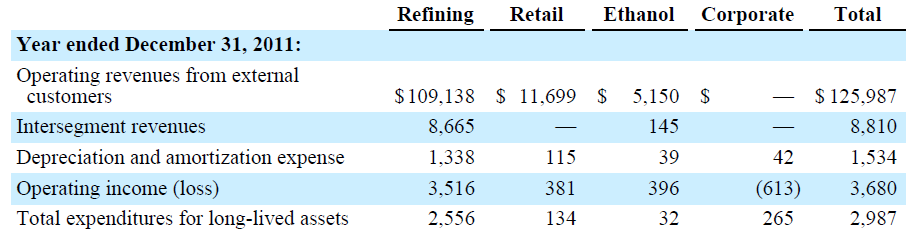 Refining Retail Ethanol Corporate Total
Year ended December 31, 2011:
Operating revenues from external
customers $109,138 $ 11,699 $ 5,150 $ — $125,987
Intersegment revenues 8,665 — 145 — 8,810
Depreciation and amortization expense 1,338 115 39 42 1,534
Operating income (loss) 3,516 381 396 (613) 3,680
Total expenditures for long-lived assets 2,556 134 32 265 2,987